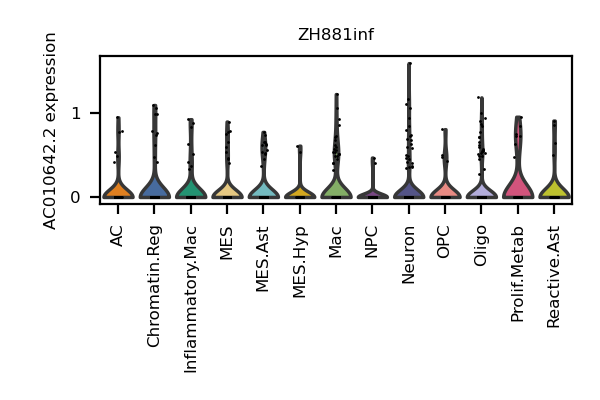 ZH881inf
AC010642.2 expression
1
0
AC
Chromatin.Reg
Inflammatory.Mac
MES
MES.Ast
MES.Hyp
Mac
NPC
Neuron
OPC
Oligo
Prolif.Metab
Reactive.Ast